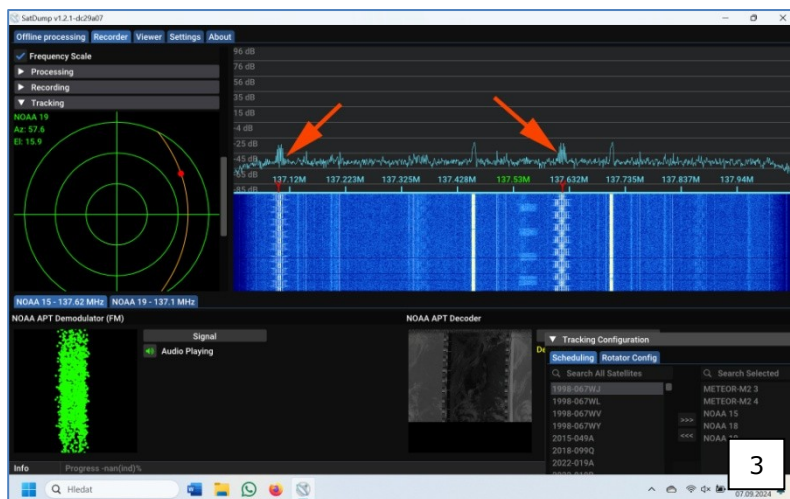 SatDump v1.2.1-dc29a07
Offline processing Recorder Viewer Settings About
Frequency Scale
Processing
Recording
Tracking
NOAA 19
Az: 57.6
El: 15.9
96 dB
76 dB
56 dB
35 dB
15 dB
-4 dB
-25 dB
-45 dB
-85 dB
137.12M 137.223M 137.325M 137.428M 137.53M 137.632M 137.735M 137.837M 137.94M
NOAA 15 - 137.62 MHz NOAA 19 - 137.1 MHz
NOAA APT Demodulator (FM)
Signal
Audio Playing
NOAA APT Decoder
Tracking Configuration
Scheduling Rotator Config
Search All Satellites
1998-067WJ
1998-067WL
1998-067WV
1998-067WY
2015-049A
2018-099Q
2022-019A
>>>
<<<
Search Selected
METEOR-M2 3
METEOR-M2 4
NOAA 15
NOAA 18
NOAA
Info Progress -nan(ind)%
Hledat
07.09.2024
3